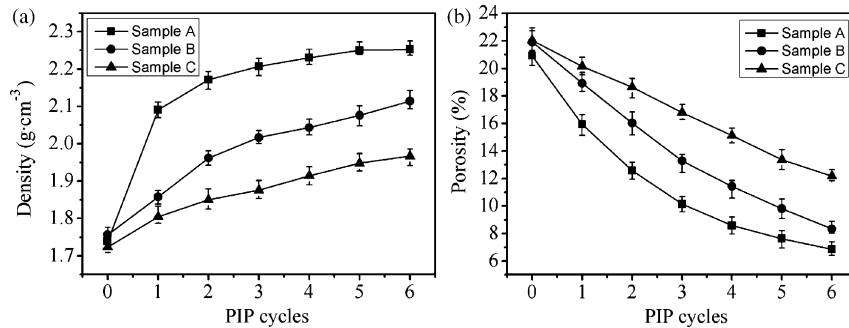 (a)
2.3
2.2
2.1
2.0
1.9
1.8
1.7
Density (g·cm⁻³)
Sample A
Sample B
Sample C
0 1 2 3 4 5 6
PIP cycles
(b)
24
22
20
18
16
14
12
10
8
6
Porosity (%)
Sample A
Sample B
Sample C
0 1 2 3 4 5 6
PIP cycles